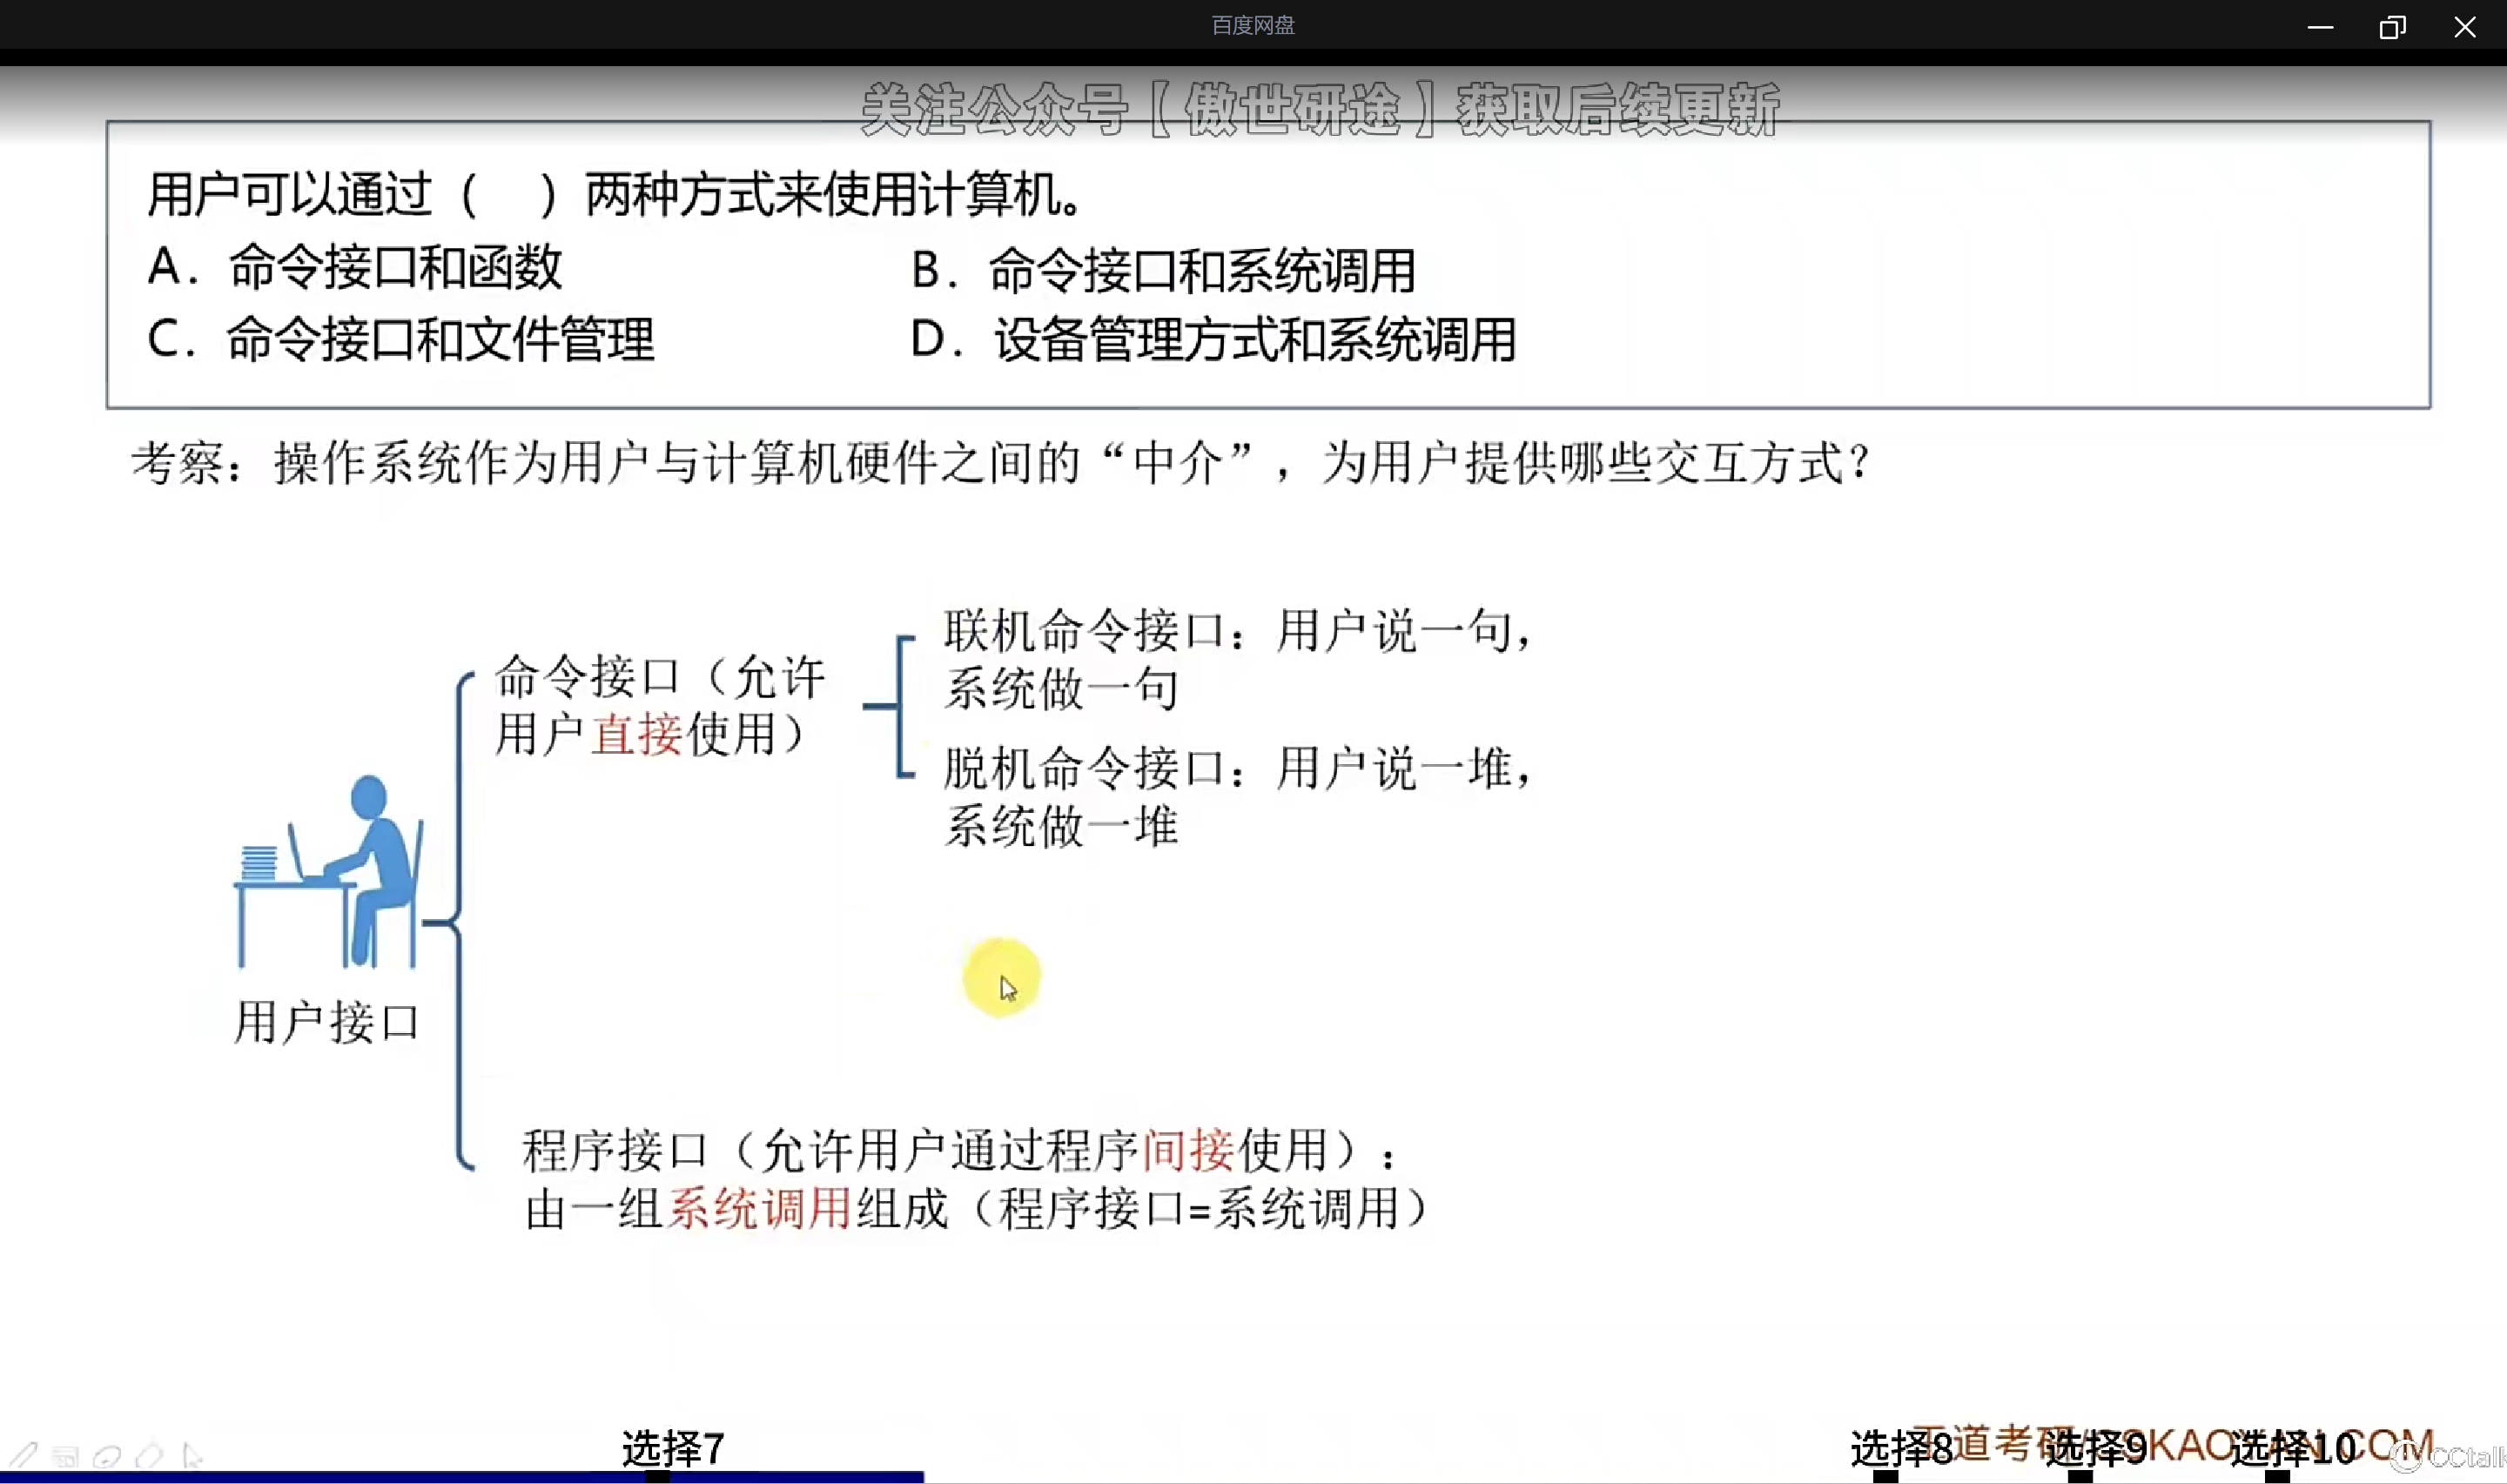 百度网盘
关注公众号【傲世研途】获取后续更新
用户可以通过（ ）两种方式来使用计算机。
A. 命令接口和函数
B. 命令接口和系统调用
C. 命令接口和文件管理
D. 设备管理方式和系统调用
考察：操作系统作为用户与计算机硬件之间的“中介”，为用户提供哪些交互方式？
联机命令接口：用户说一句，
系统做一句
命令接口（允许
用户直接使用）
脱机命令接口：用户说一堆，
系统做一堆
用户接口
程序接口（允许用户通过程序间接使用）：
由一组系统调用组成（程序接口=系统调用）
选择7
选择8
选择9
选择10
CCtalk